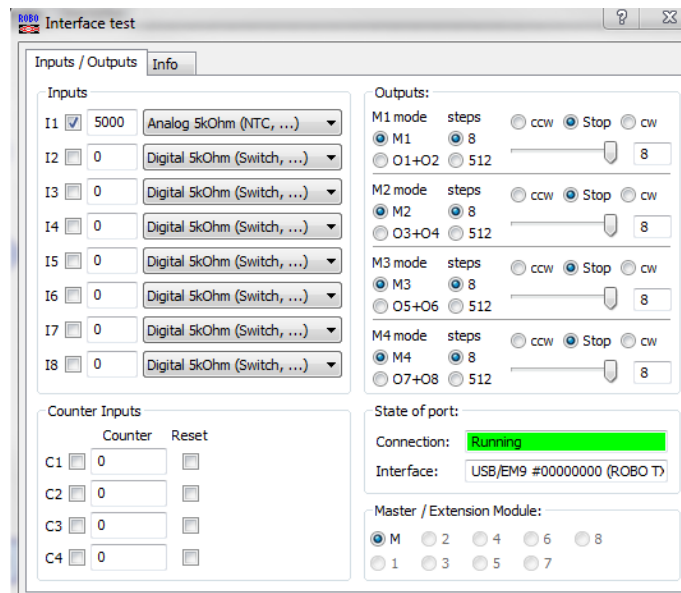 ROBO Interface test
Inputs / Outputs Info
Inputs
I1 5000 Analog 5kOhm (NTC, ...)
I2 0 Digital 5kOhm (Switch, ...)
I3 0 Digital 5kOhm (Switch, ...)
I4 0 Digital 5kOhm (Switch, ...)
I5 0 Digital 5kOhm (Switch, ...)
I6 0 Digital 5kOhm (Switch, ...)
I7 0 Digital 5kOhm (Switch, ...)
I8 0 Digital 5kOhm (Switch, ...)
Counter Inputs
Counter Reset
C1 0
C2 0
C3 0
C4 0
Outputs:
M1 mode steps ccw Stop cw
M1 8
O1+O2 512 8
M2 mode steps ccw Stop cw
M2 8
O3+O4 512 8
M3 mode steps ccw Stop cw
M3 8
O5+O6 512 8
M4 mode steps ccw Stop cw
M4 8
O7+O8 512 8
State of port:
Connection: Running
Interface: USB/EM9 #00000000 (ROBO TX
Master / Extension Module:
M 2 4 6 8
1 3 5 7